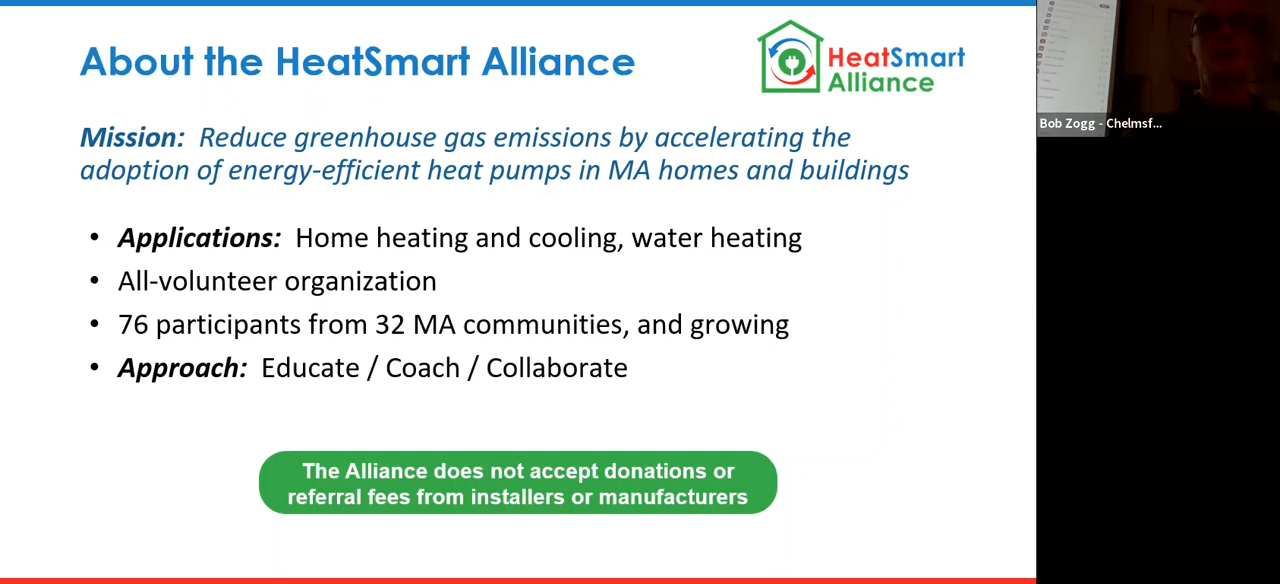 About the HeatSmart Alliance
HeatSmart
Alliance
Mission: Reduce greenhouse gas emissions by accelerating the
adoption of energy-efficient heat pumps in MA homes and buildings
• Applications: Home heating and cooling, water heating
• All-volunteer organization
• 76 participants from 32 MA communities, and growing
• Approach: Educate / Coach / Collaborate
The Alliance does not accept donations or
referral fees from installers or manufacturers
Bob Zogg - Chelmsf...